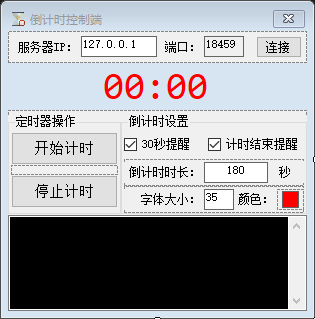 倒计时控制端
服务器IP: 127.0.0.1 端口: 18459 连接
00:00
定时器操作 倒计时设置
开始计时 30秒提醒 计时结束提醒
倒计时时长: 180 秒
停止计时 字体大小: 35 颜色: